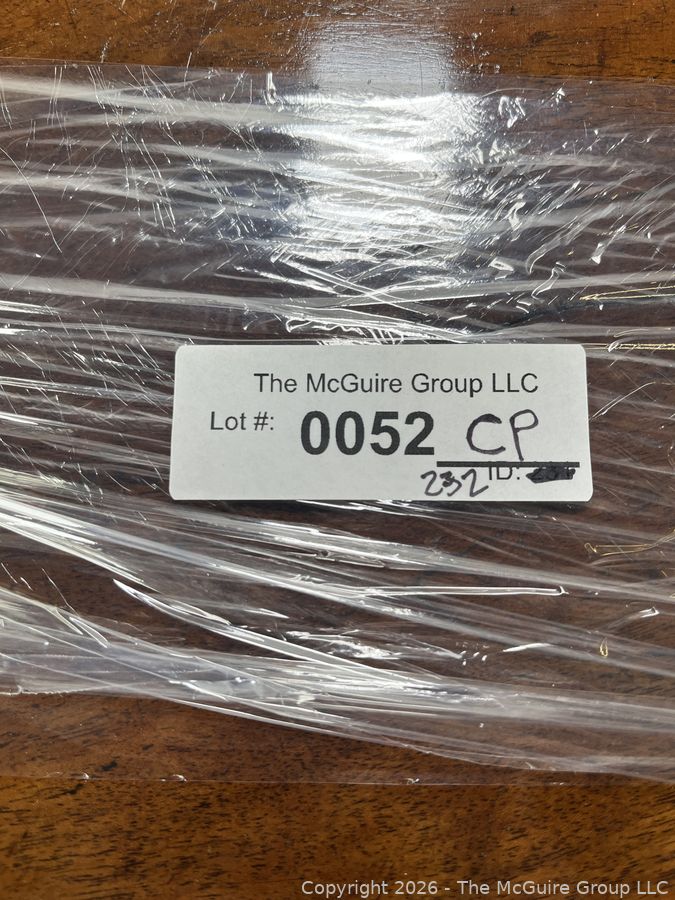 The McGuire Group LLC
Lot #: 0052 CP
232 ID:
Copyright 2026 - The McGuire Group LLC